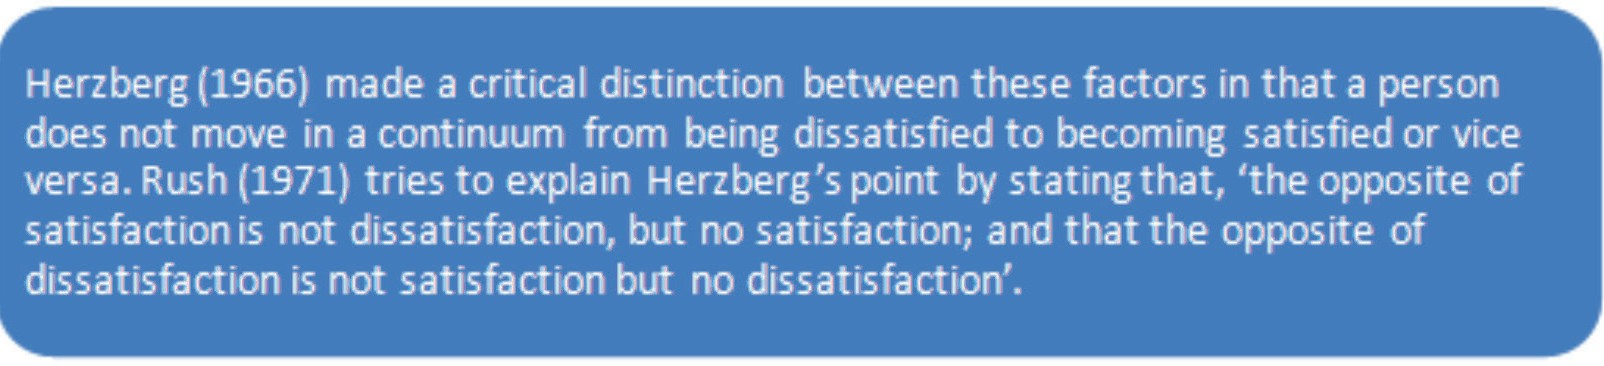 Herzberg (1966) made a critical distinction between these factors in that a person
does not move in a continuum from being dissatisfied to becoming satisfied or vice
versa. Rush (1971) tries to explain Herzberg’s point by stating that, ‘the opposite of
satisfaction is not dissatisfaction, but no satisfaction; and that the opposite of
dissatisfaction is not satisfaction but no dissatisfaction’.